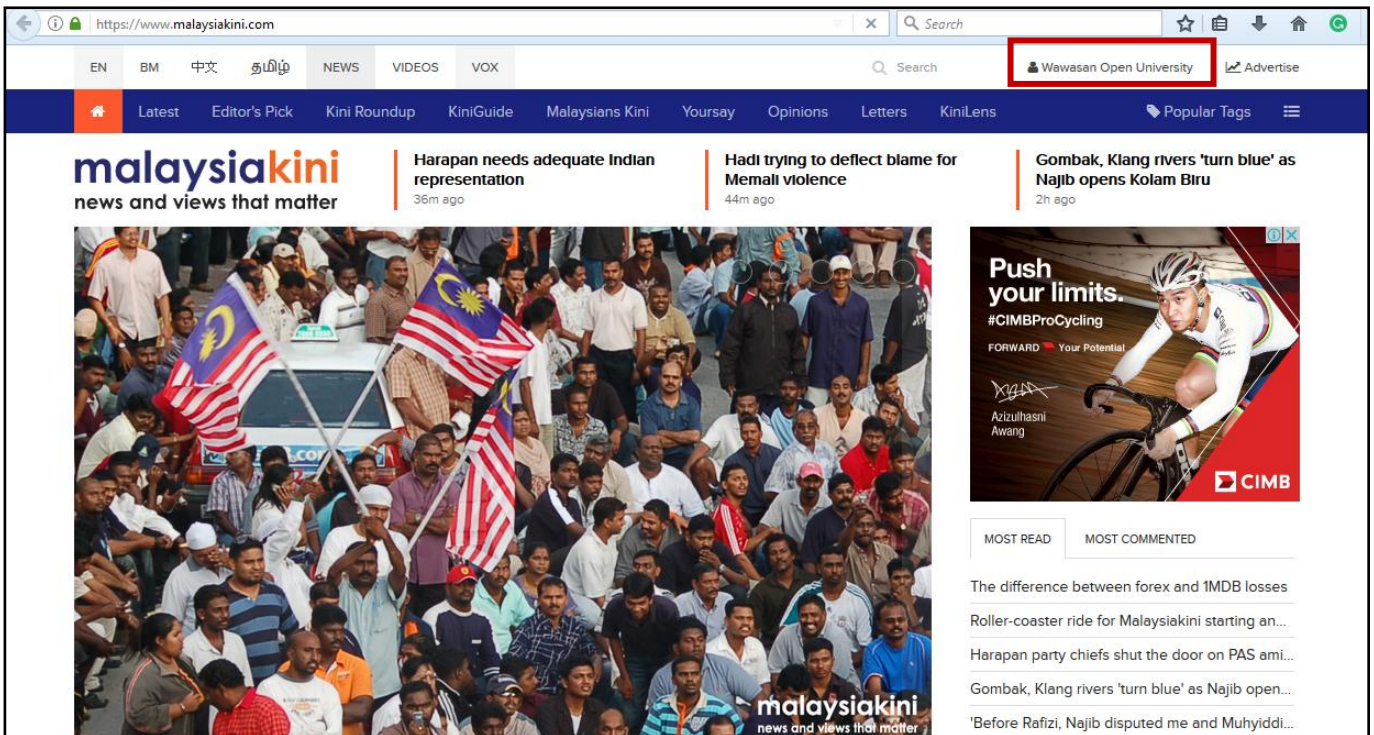 https://www.malaysiakini.com
Search
EN BM 中文 தமிழ் NEWS VIDEOS VOX
Search
Wawasan Open University
Advertise
Latest Editor's Pick Kini Roundup KiniGuide Malaysians Kini Yoursay Opinions Letters KiniLens Popular Tags
malaysiakini
news and views that matter
Harapan needs adequate Indian
representation
36m ago
Hadi trying to deflect blame for
Memali violence
44m ago
Gombak, Klang rivers 'turn blue' as
Najib opens Kolam Biru
2h ago
malaysiakini
news and views that matter
Push
your limits.
#CIMBProCycling
FORWARD Your Potential
Azizulhasni
Awang
CIMB
MOST READ MOST COMMENTED
The difference between forex and 1MDB losses
Roller-coaster ride for Malaysiakini starting an...
Harapan party chiefs shut the door on PAS ami...
Gombak, Klang rivers 'turn blue' as Najib open...
'Before Rafizi, Najib disputed me and Muhyiddi...